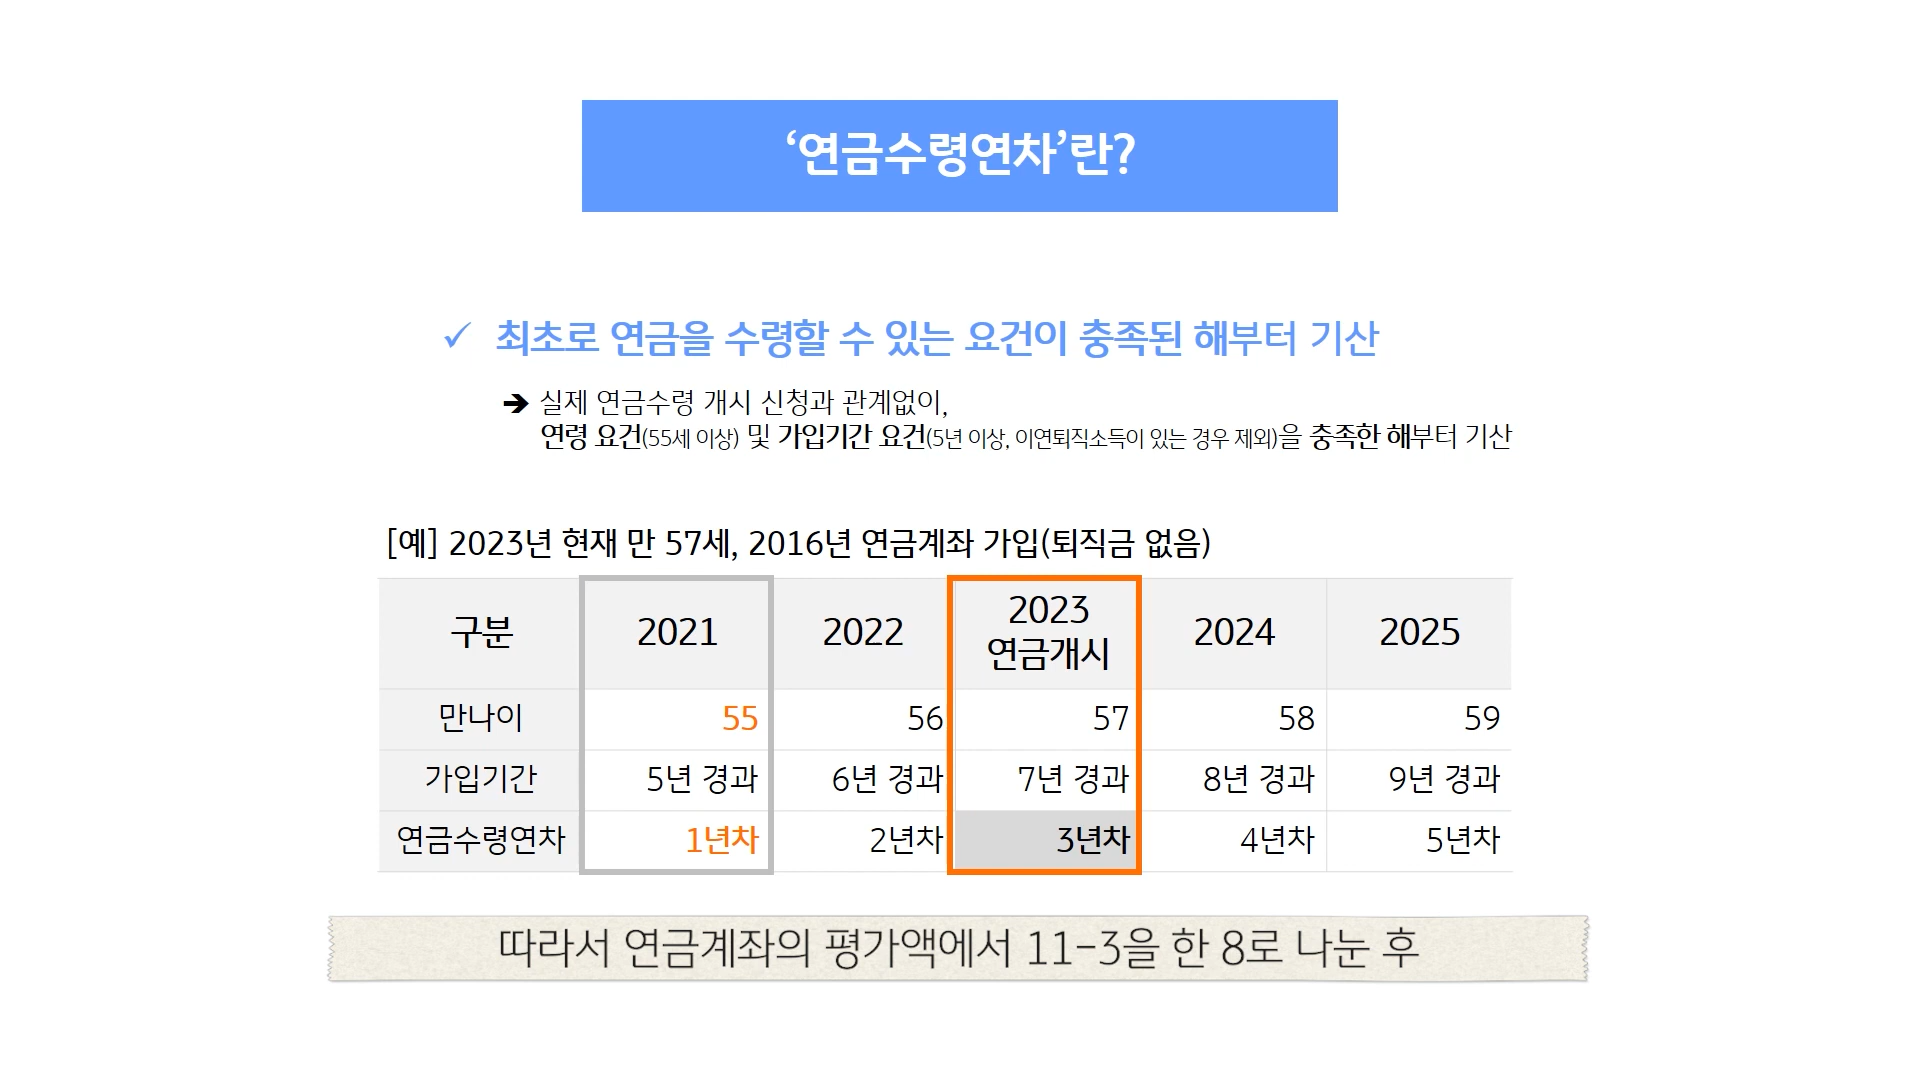 ‘연금수령연차’란?
✓ 최초로 연금을 수령할 수 있는 요건이 충족된 해부터 기산
➔ 실제 연금수령 개시 신청과 관계없이,
연령 요건(55세 이상) 및 가입기간 요건(5년 이상, 이연퇴직소득이 있는 경우 제외)을 충족한 해부터 기산
[예] 2023년 현재 만 57세, 2016년 연금계좌 가입(퇴직금 없음)
구분 2021 2022 2023 연금개시 2024 2025
만나이 55 56 57 58 59
가입기간 5년 경과 6년 경과 7년 경과 8년 경과 9년 경과
연금수령연차 1년차 2년차 3년차 4년차 5년차
따라서 연금계좌의 평가액에서 11-3을 한 8로 나눈 후